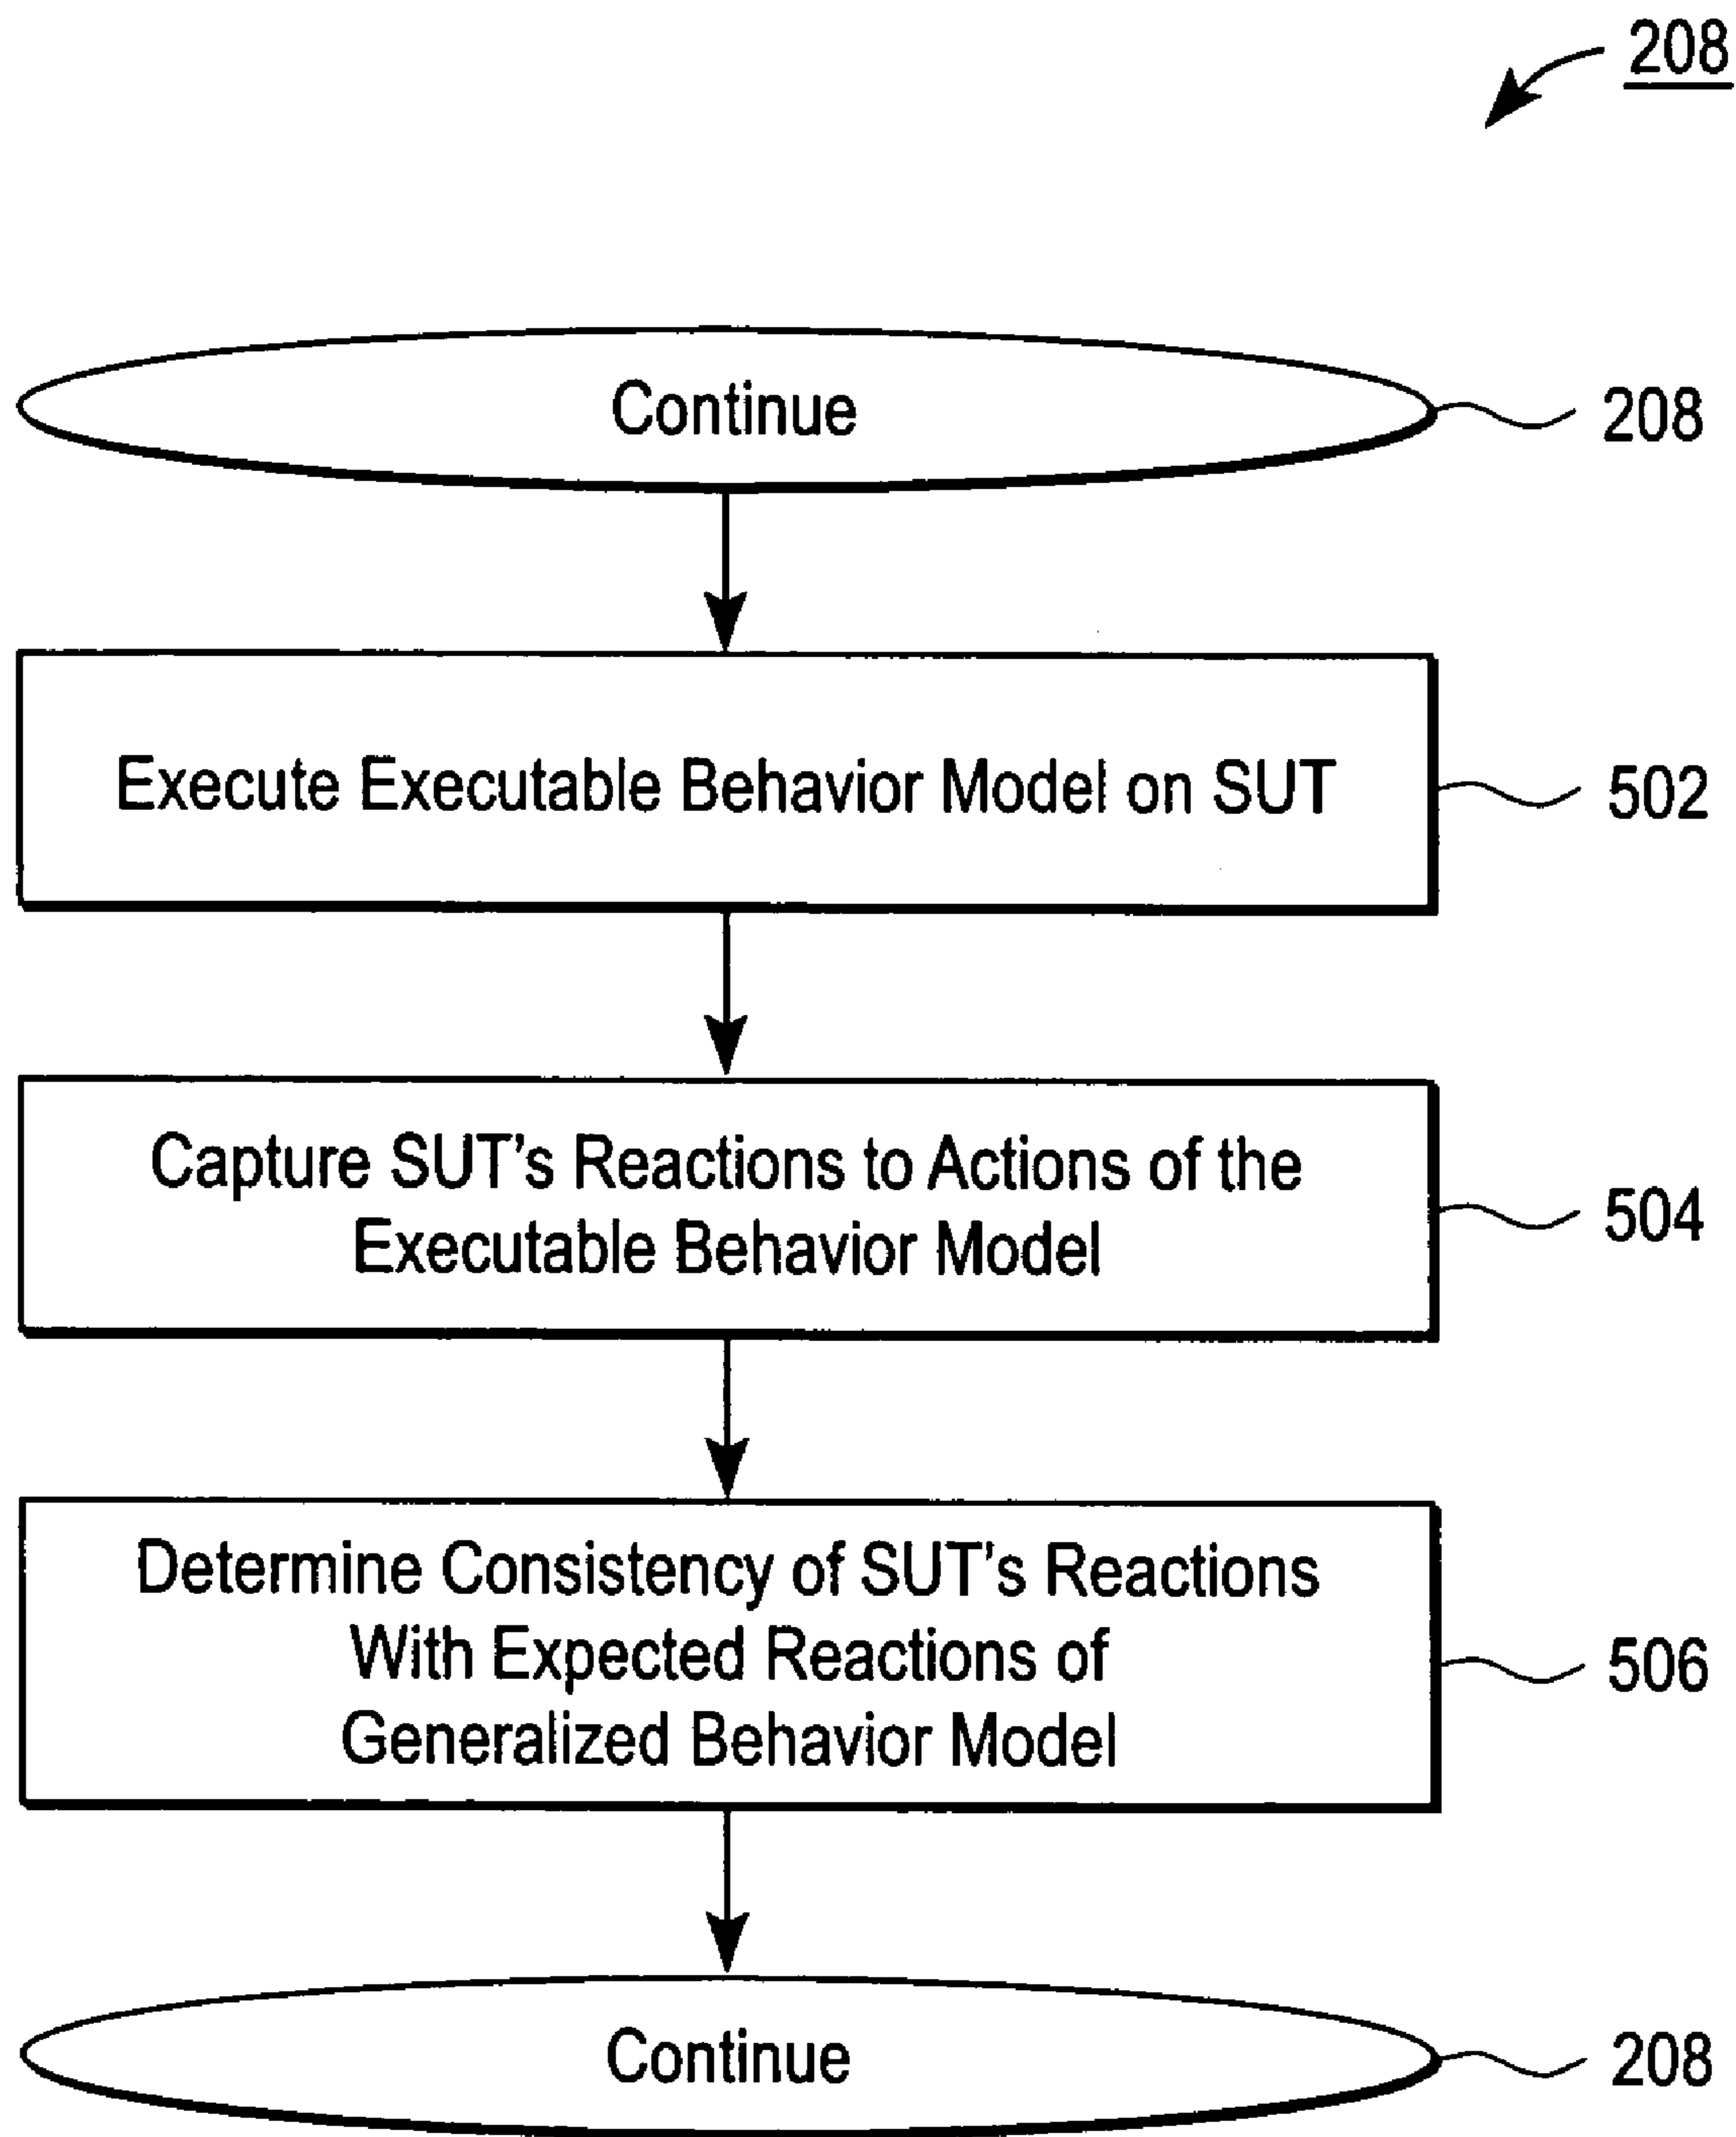 208
Continue
208
Execute Executable Behavior Model on SUT
502
Capture SUT's Reactions to Actions of the
Executable Behavior Model
504
Determine Consistency of SUT's Reactions
With Expected Reactions of
Generalized Behavior Model
506
Continue
208